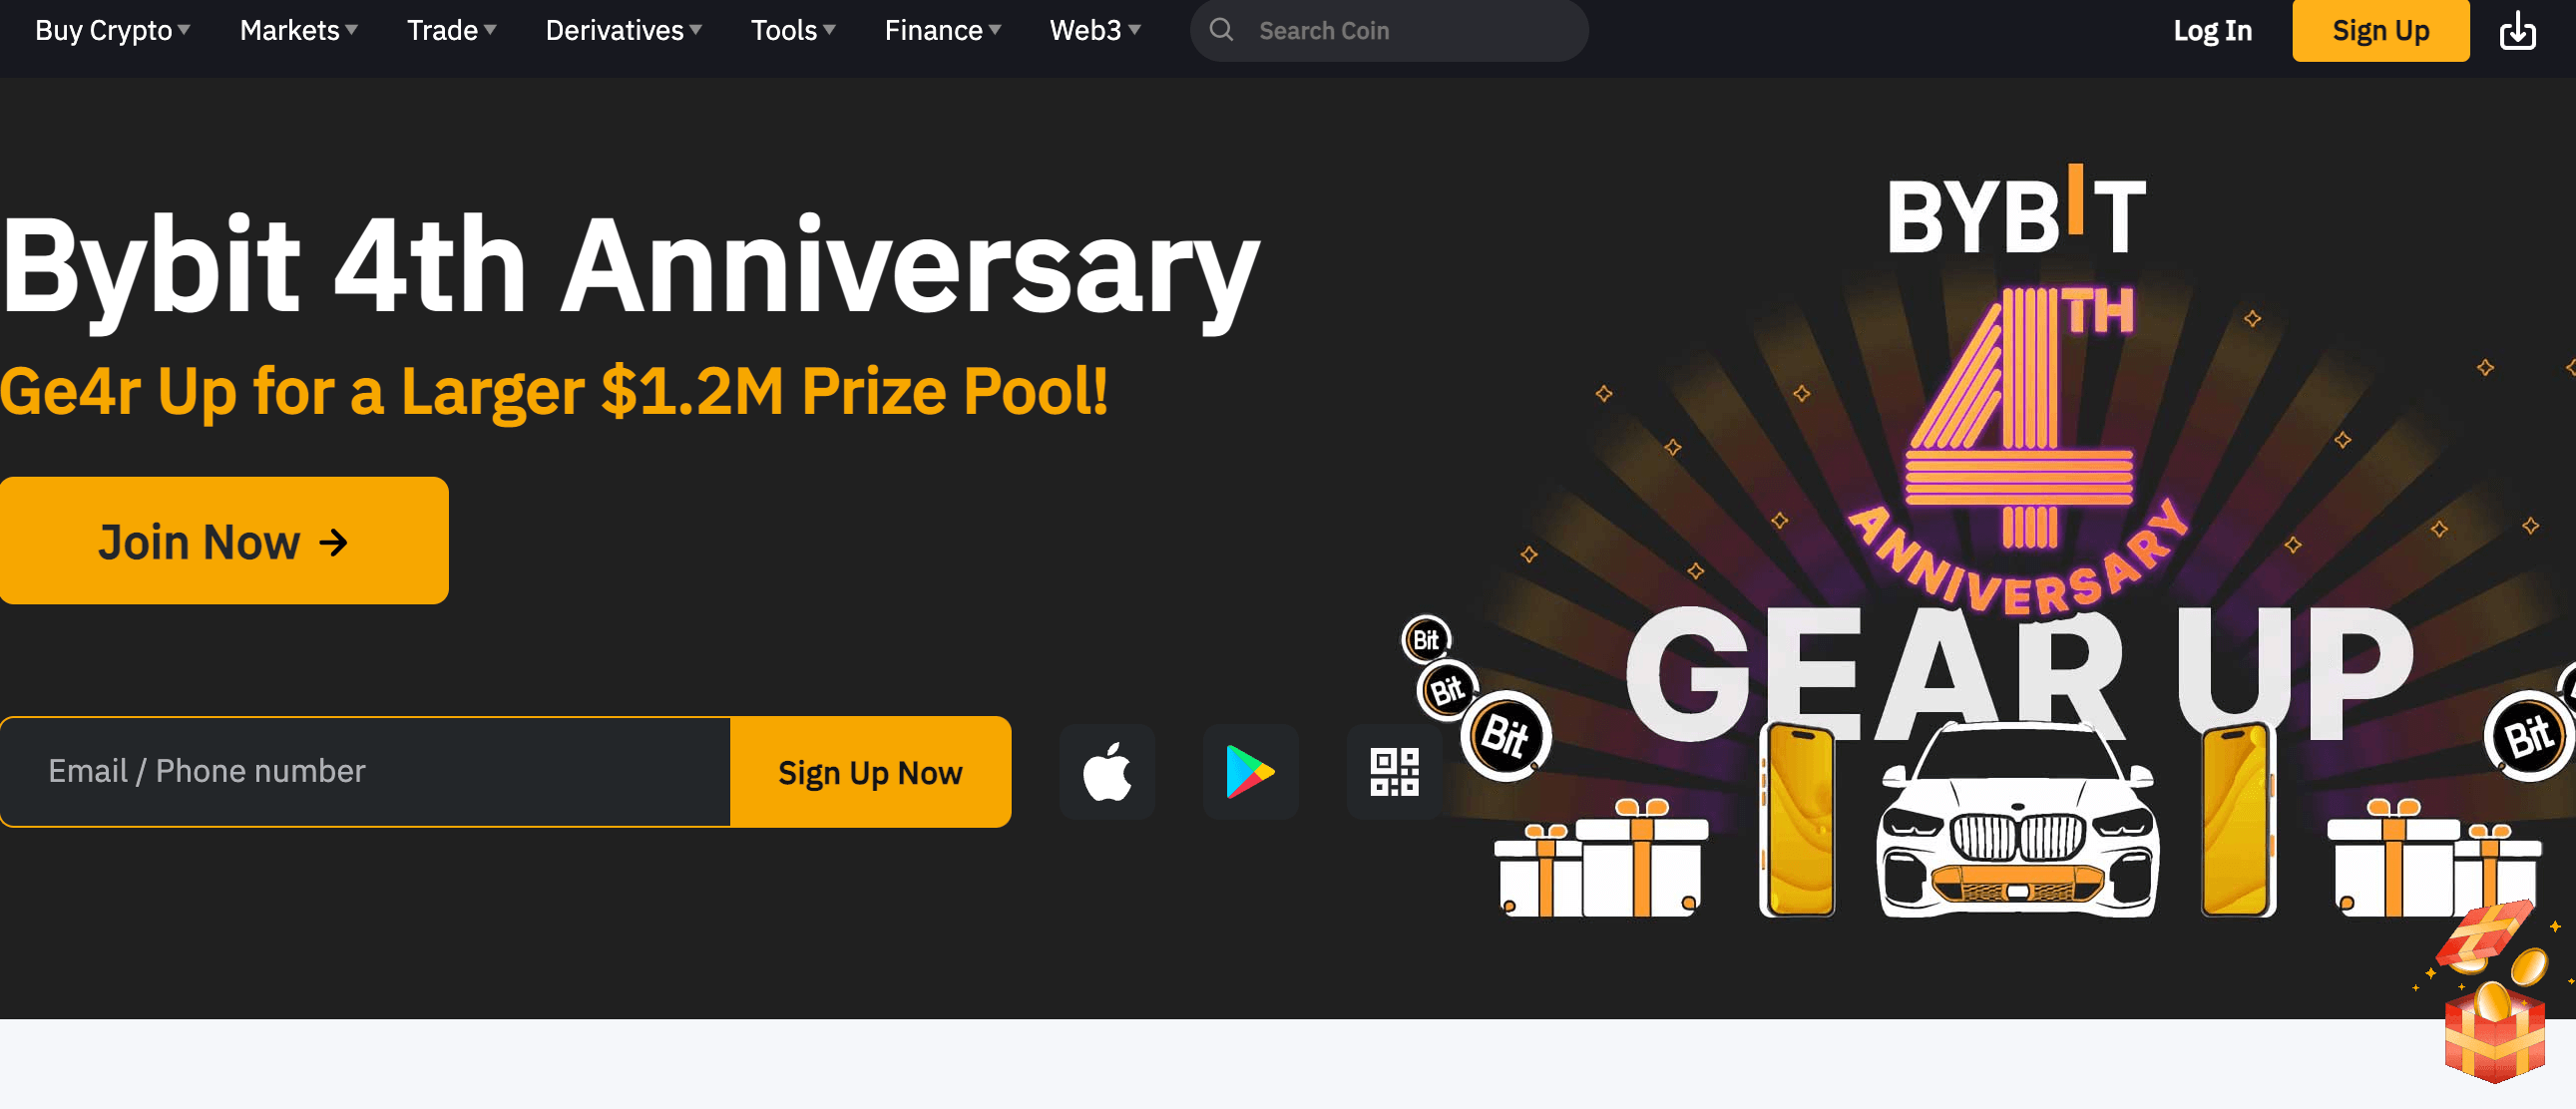 Buy Crypto Markets Trade Derivatives Tools Finance Web3 Search Coin Log In Sign Up
Bybit 4th Anniversary
Ge4r Up for a Larger $1.2M Prize Pool!
Join Now →
Email / Phone number
Sign Up Now
BYBIT
4TH
ANNIVERSARY
GEAR UP
Bit
Bit
Bit
Bit